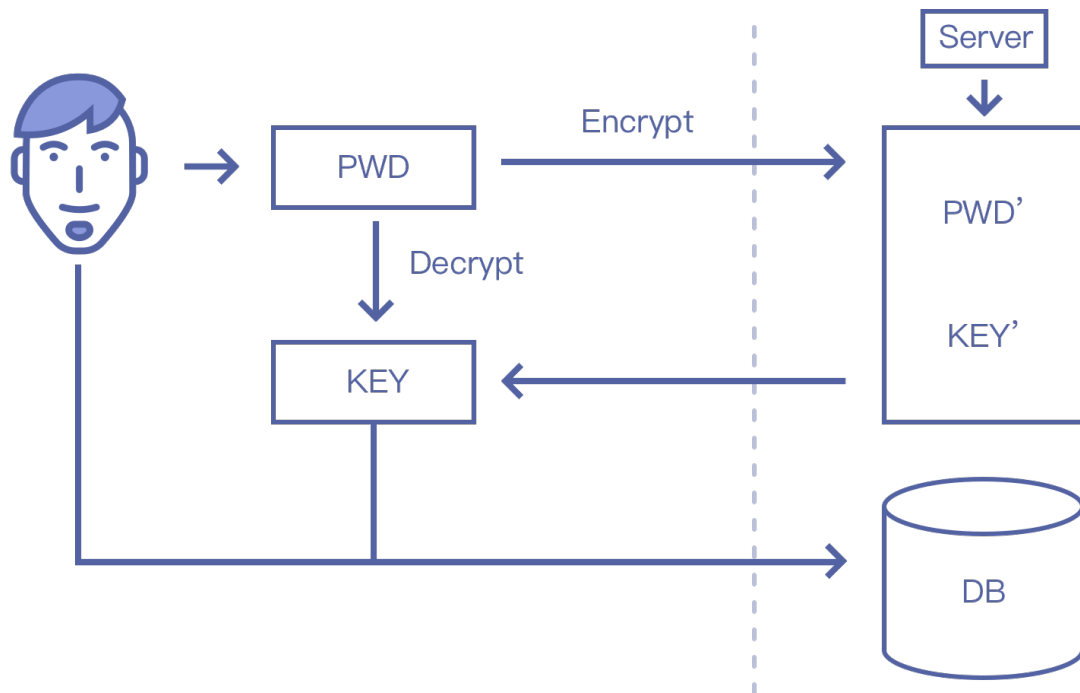 Server
Encrypt
PWD
PWD’
Decrypt
KEY’
KEY
DB